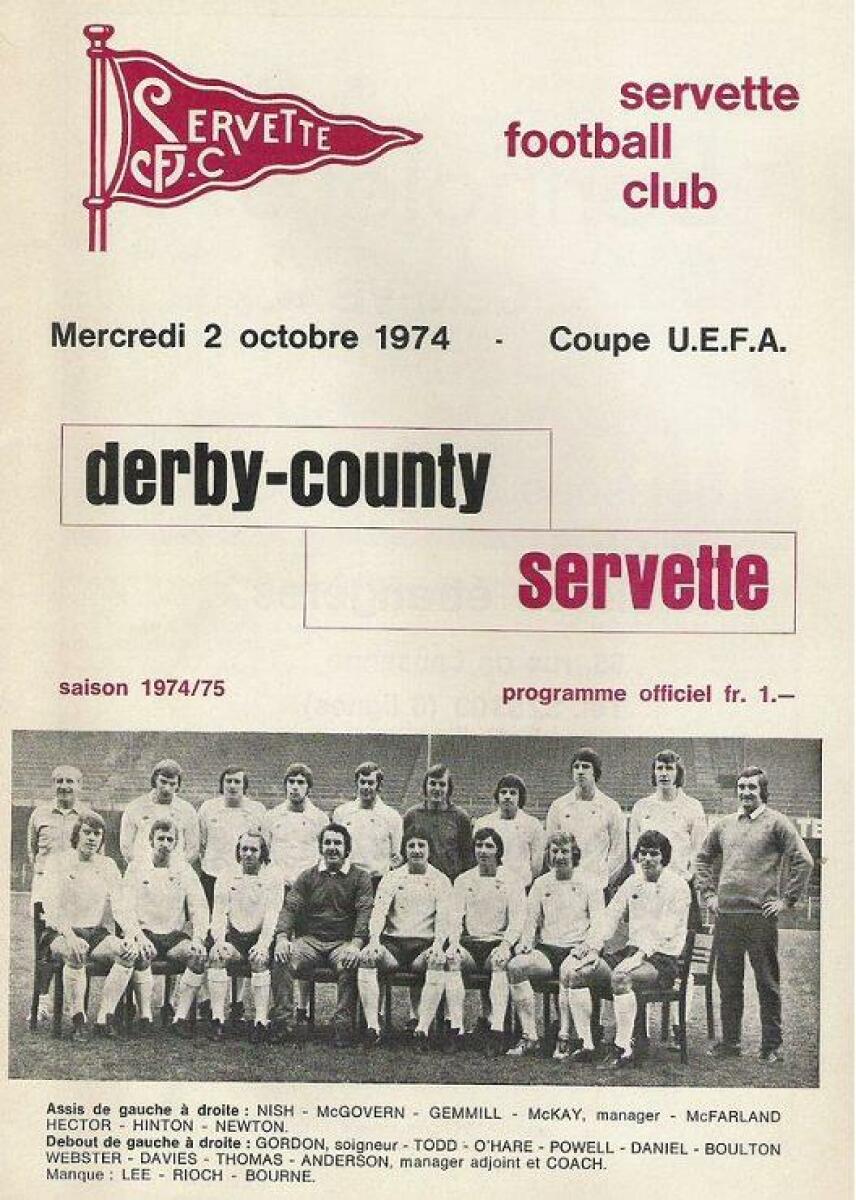 SERVETTE
F.C
servette
football
club
Mercredi 2 octobre 1974 - Coupe U.E.F.A.
derby-county
servette
saison 1974/75
programme officiel fr. 1.—
Assis de gauche à droite : NISH - McGOVERN - GEMMILL - McKAY, manager - McFARLAND
HECTOR - HINTON - NEWTON.
Debout de gauche à droite : GORDON, soigneur - TODD - O'HARE - POWELL - DANIEL - BOULTON
WEBSTER - DAVIES - THOMAS - ANDERSON, manager adjoint et COACH.
Manque : LEE - RIOCH - BOURNE.